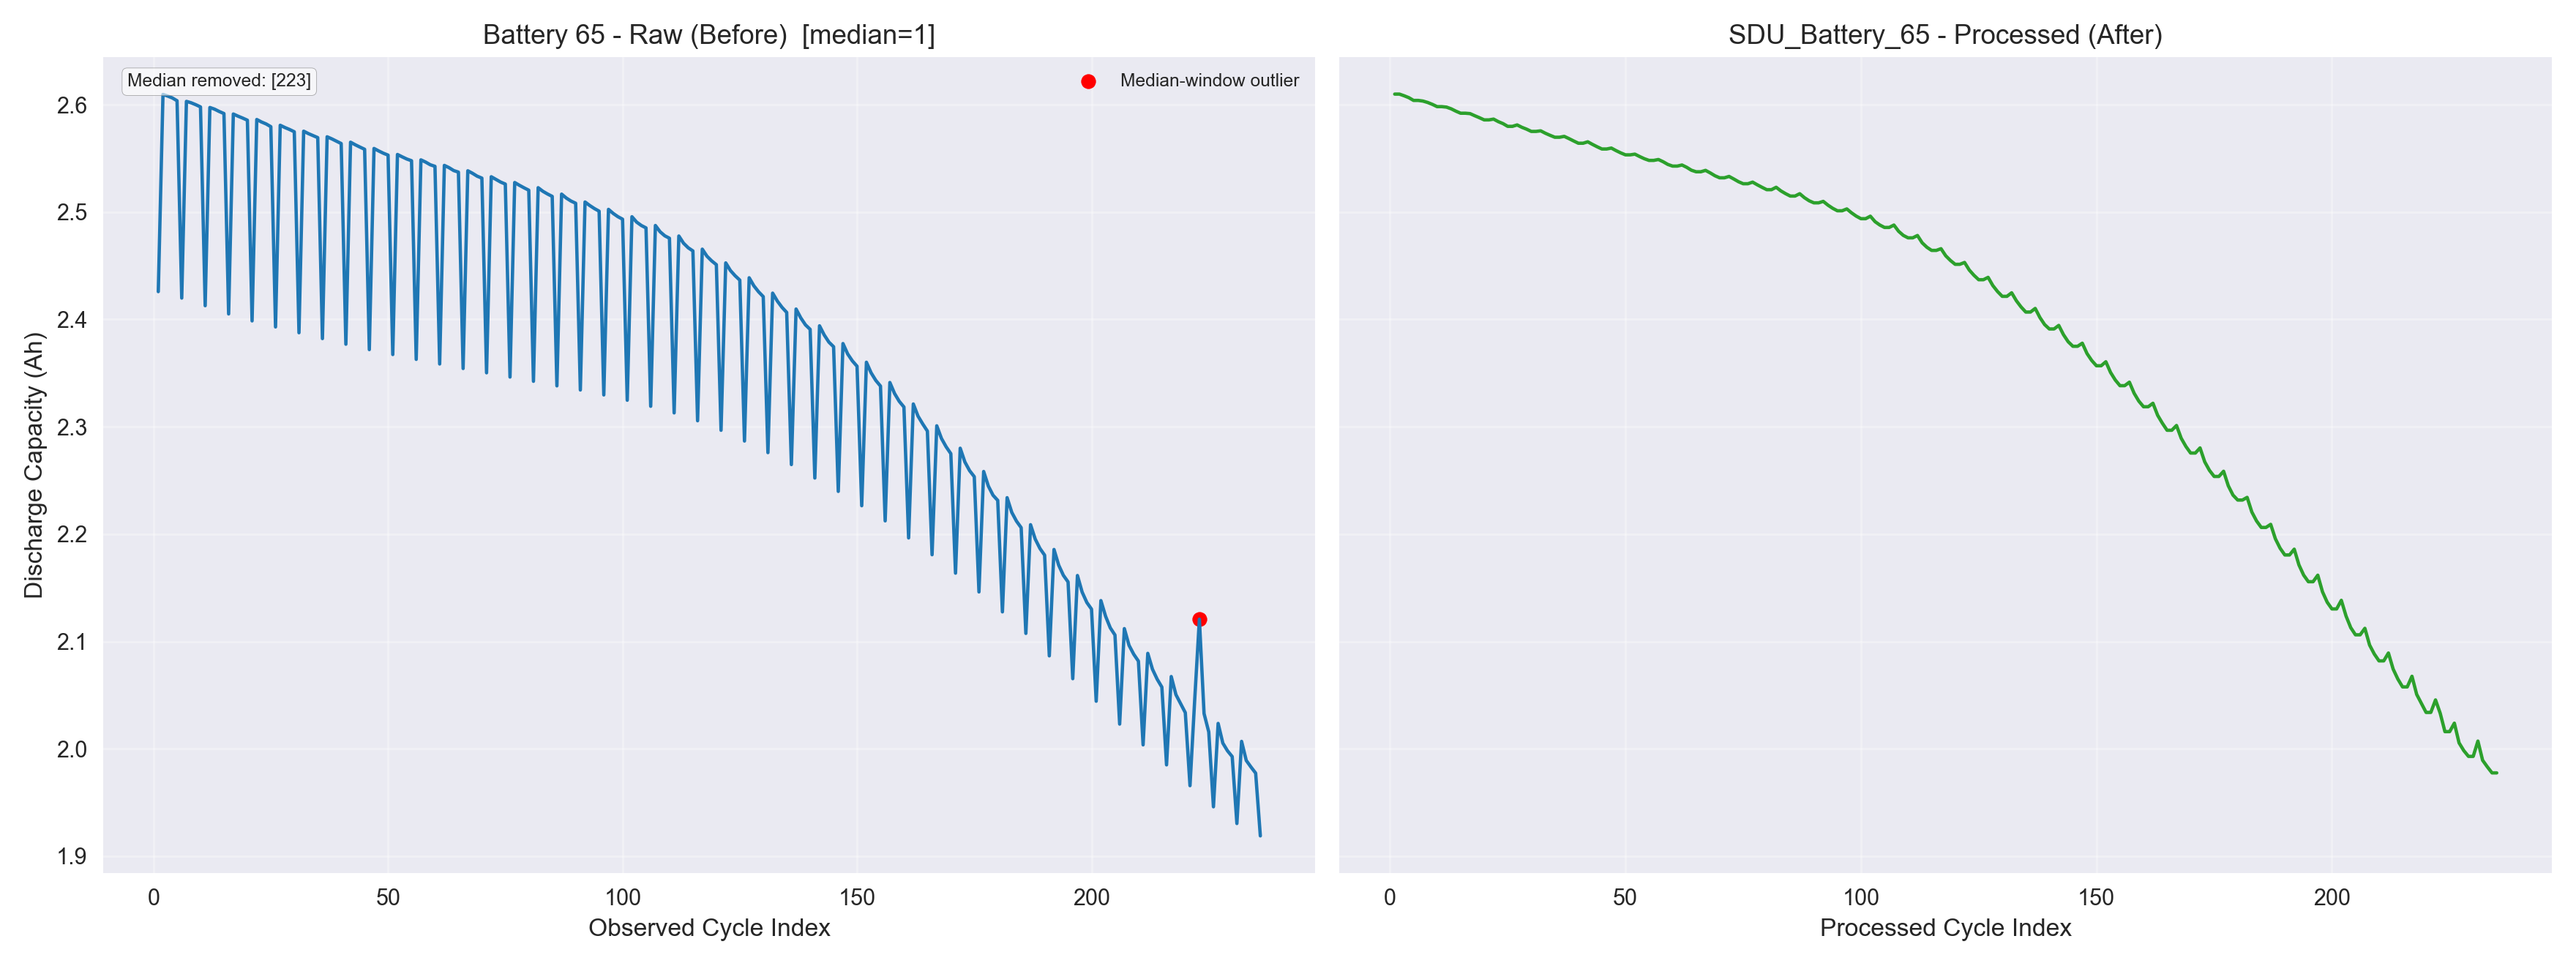 Battery 65 - Raw (Before)  [median=1]
Median removed: [223]
Median-window outlier
2.6
2.5
2.4
2.3
2.2
2.1
2.0
1.9
Discharge Capacity (Ah)
0 50 100 150 200
Observed Cycle Index
SDU_Battery_65 - Processed (After)
0 50 100 150 200
Processed Cycle Index